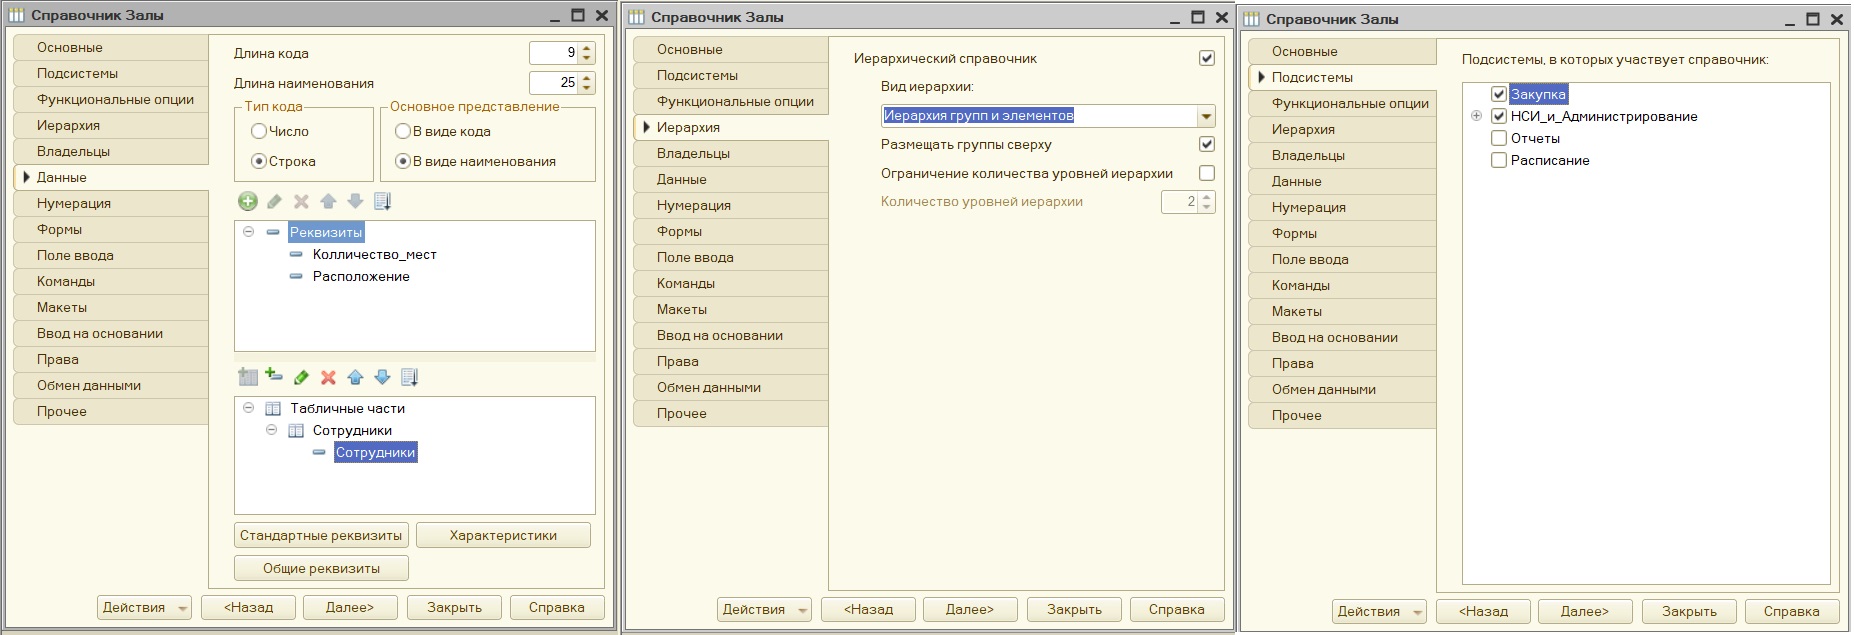 Справочник Залы
Основные
Подсистемы
Функциональные опции
Иерархия
Владельцы
Данные
Нумерация
Формы
Поле ввода
Команды
Макеты
Ввод на основании
Права
Обмен данными
Прочее
Длина кода 9
Длина наименования 25
Тип кода
Число
Строка
Основное представление
В виде кода
В виде наименования
Реквизиты
Колличество_мест
Расположение
Табличные части
Сотрудники
Сотрудники
Стандартные реквизиты Характеристики
Общие реквизиты
Действия <Назад Далее> Закрыть Справка
Справочник Залы
Основные
Подсистемы
Функциональные опции
Иерархия
Владельцы
Данные
Нумерация
Формы
Поле ввода
Команды
Макеты
Ввод на основании
Права
Обмен данными
Прочее
Иерархический справочник
Вид иерархии:
Иерархия групп и элементов
Размещать группы сверху
Ограничение количества уровней иерархии
Количество уровней иерархии 2
Действия <Назад Далее> Закрыть Справка
Справочник Залы
Основные
Подсистемы
Функциональные опции
Иерархия
Владельцы
Данные
Нумерация
Формы
Поле ввода
Команды
Макеты
Ввод на основании
Права
Обмен данными
Прочее
Подсистемы, в которых участвует справочник:
Закупка
НСИ_и_Администрирование
Отчеты
Расписание
Действия <Назад Далее> Закрыть Справка